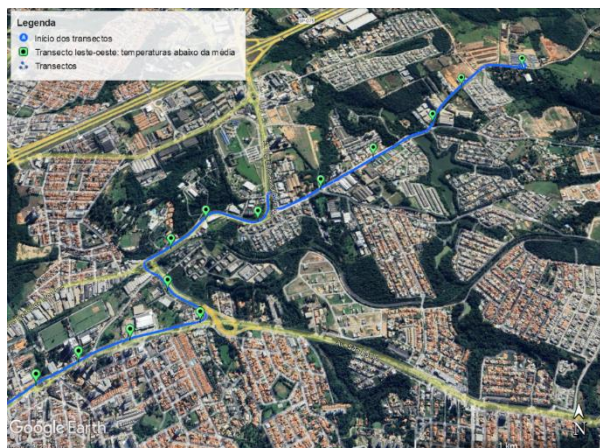 Legenda
Início dos transectos
Transecto leste-oeste: temperaturas abaixo da média
Transectos
Google Earth
N